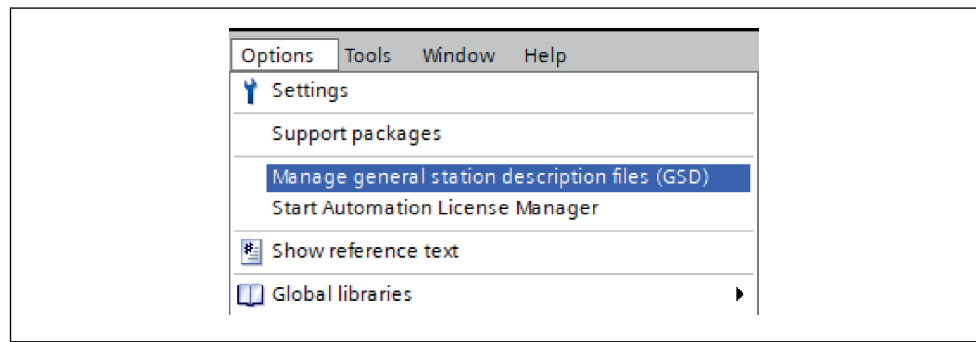 Options Tools Window Help
Settings
Support packages
Manage general station description files (GSD)
Start Automation License Manager
Show reference text
Global libraries